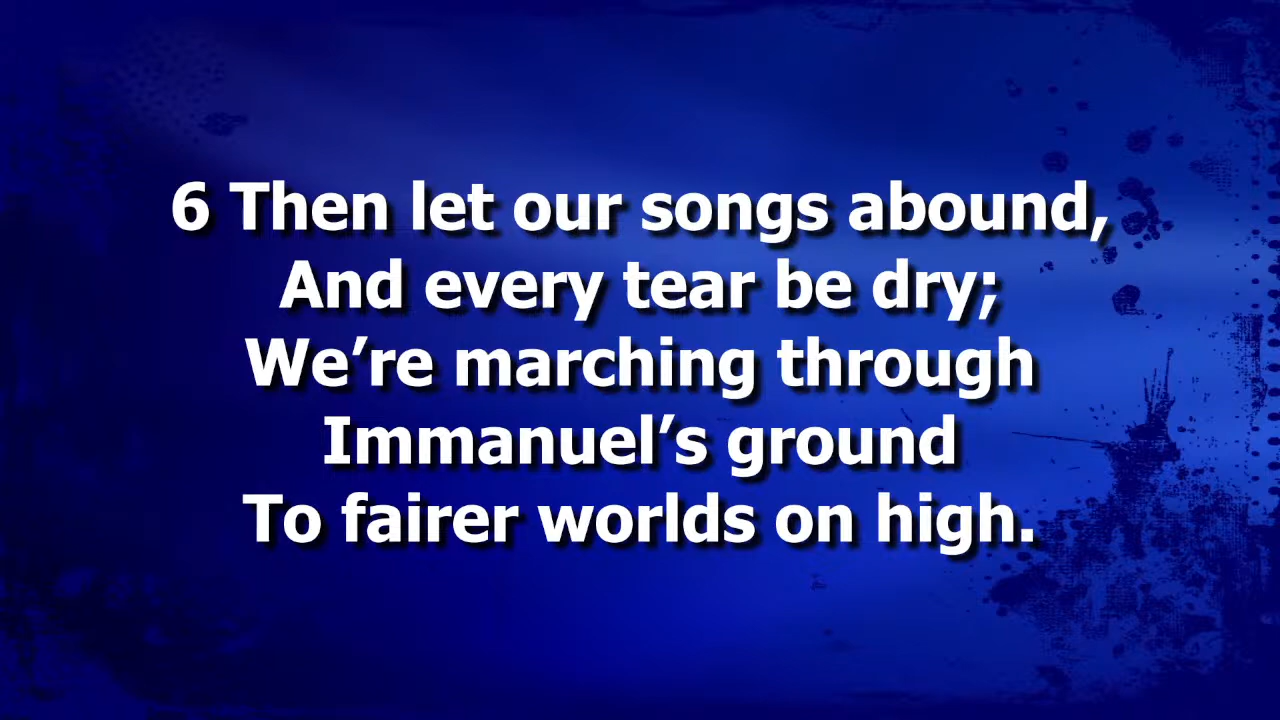 6 Then let our songs abound,
And every tear be dry;
We’re marching through
Immanuel’s ground
To fairer worlds on high.